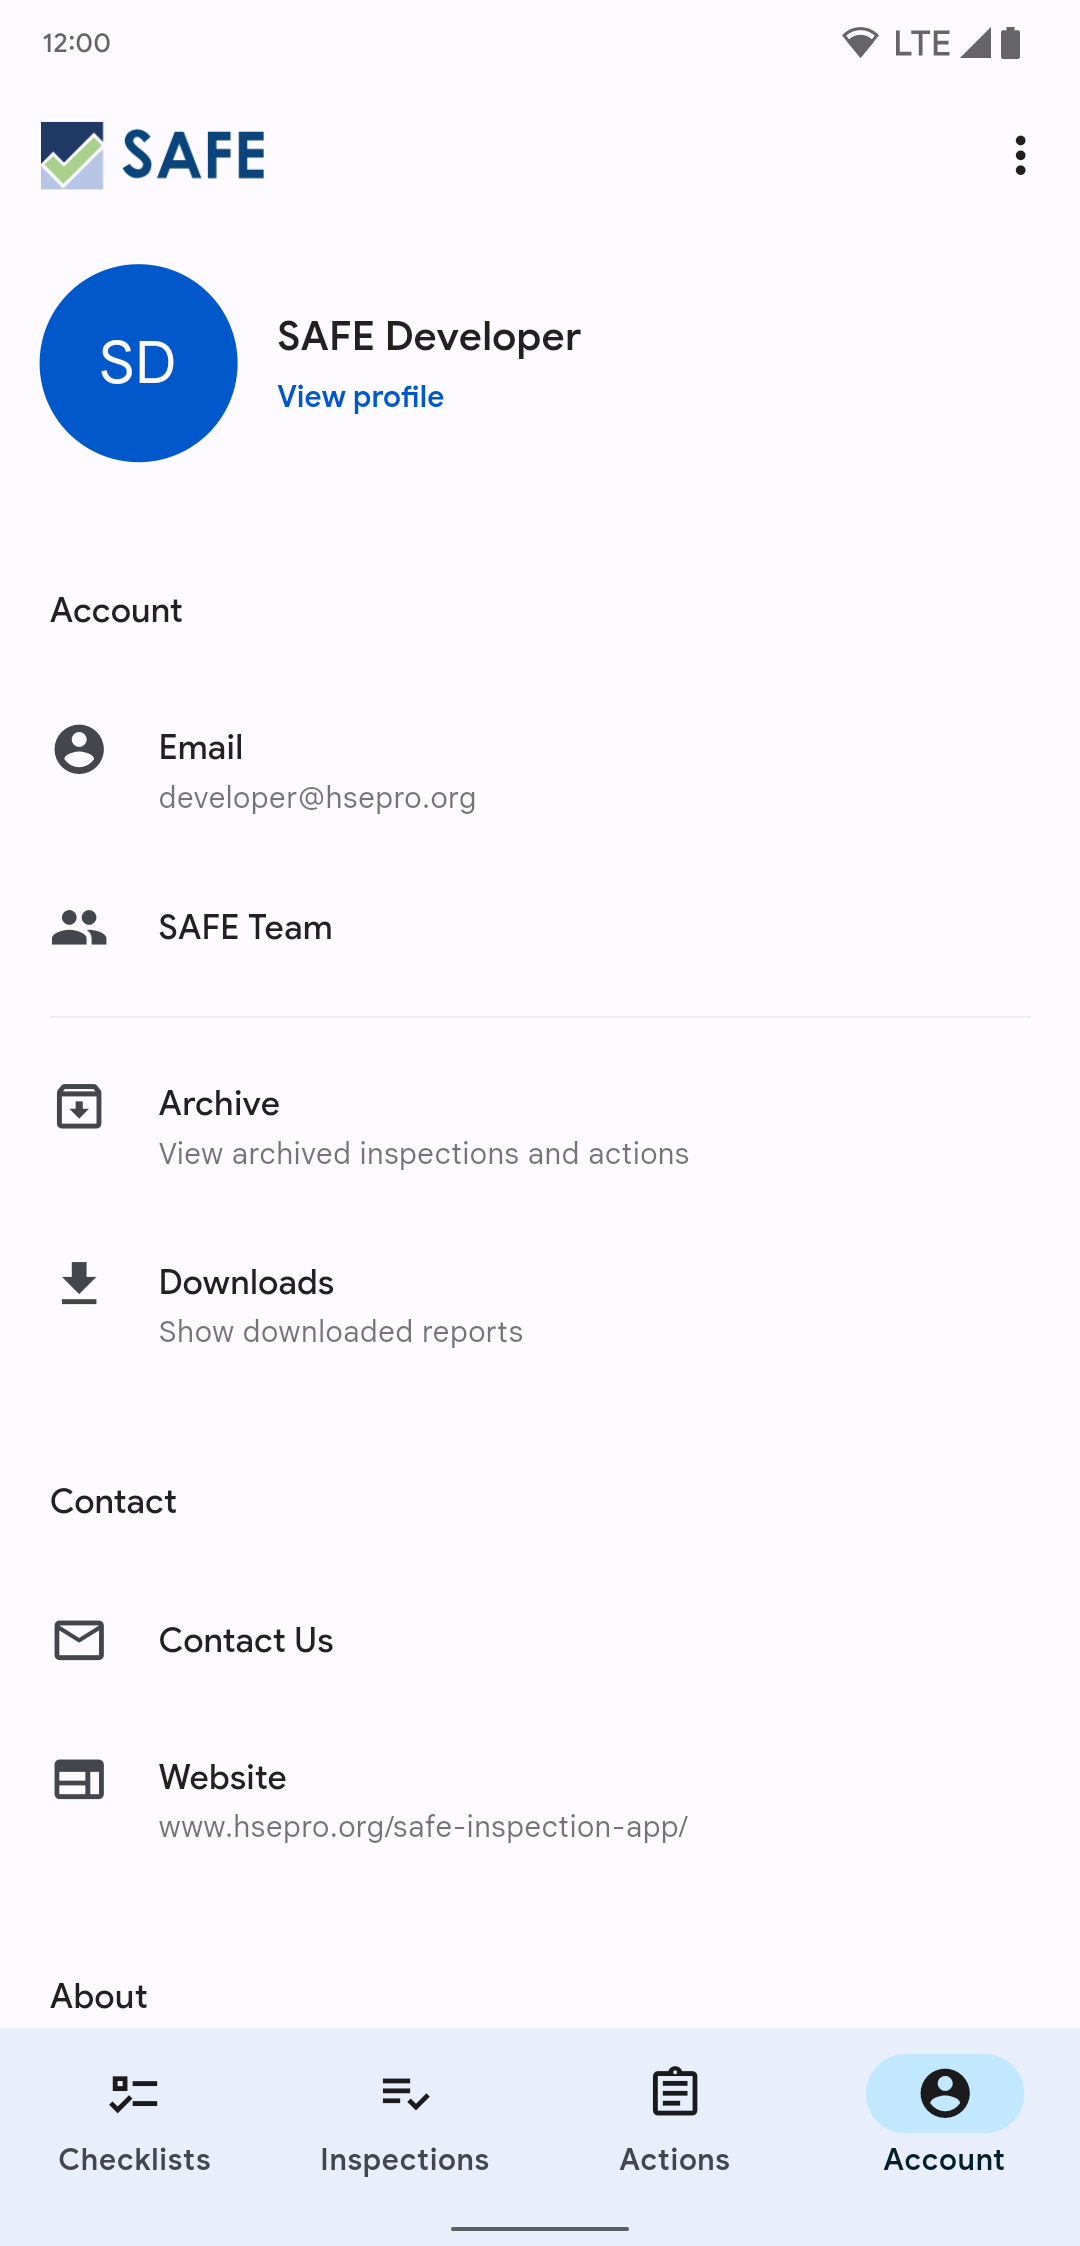 12:00
LTE
SAFE
SD
SAFE Developer
View profile
Account
Email
developer@hsepro.org
SAFE Team
Archive
View archived inspections and actions
Downloads
Show downloaded reports
Contact
Contact Us
Website
www.hsepro.org/safe-inspection-app/
About
Checklists
Inspections
Actions
Account